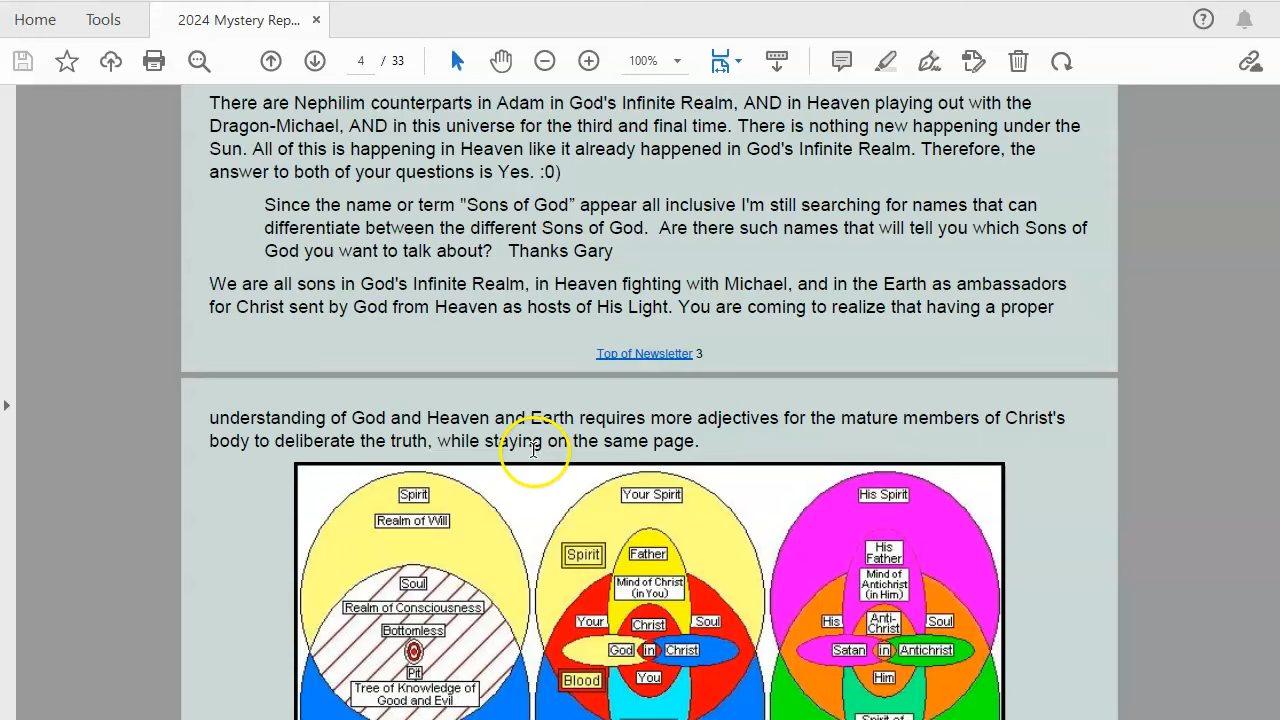 Home
Tools
2024 Mystery Rep...
4 / 33
100%
There are Nephilim counterparts in Adam in God's Infinite Realm, AND in Heaven playing out with the
Dragon-Michael, AND in this universe for the third and final time. There is nothing new happening under the
Sun. All of this is happening in Heaven like it already happened in God's Infinite Realm. Therefore, the
answer to both of your questions is Yes. :0)
Since the name or term "Sons of God” appear all inclusive I'm still searching for names that can
differentiate between the different Sons of God.  Are there such names that will tell you which Sons of
God you want to talk about?   Thanks Gary
We are all sons in God's Infinite Realm, in Heaven fighting with Michael, and in the Earth as ambassadors
for Christ sent by God from Heaven as hosts of His Light. You are coming to realize that having a proper
Top of Newsletter 3
understanding of God and Heaven and Earth requires more adjectives for the mature members of Christ's
body to deliberate the truth, while staying on the same page.
Spirit
Realm of Will
Soul
Realm of Consciousness
Bottomless
Pit
Tree of Knowledge of
Good and Evil
Your Spirit
Spirit
Father
Mind of Christ
(in You)
Your
Christ
Soul
God
in
Christ
Blood
You
His Spirit
His
Father
Mind of
Antichrist
(in Him)
His
Anti-
Christ
Soul
Satan
in
Antichrist
Him
Spirit of